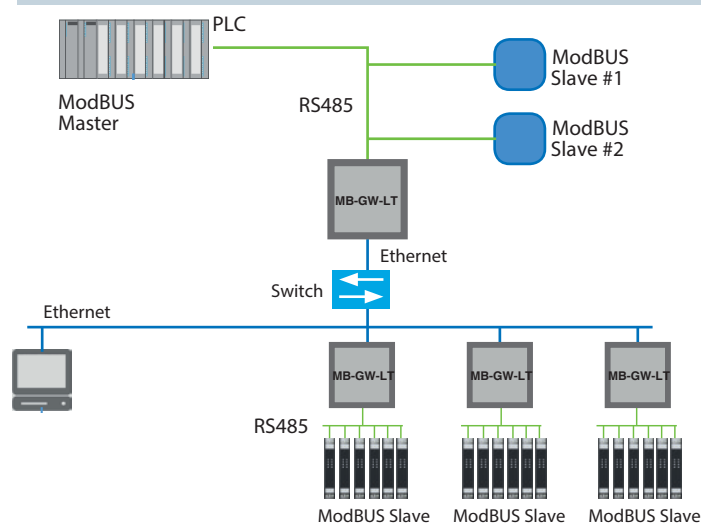 PLC
ModBUS
Master
RS485
ModBUS
Slave #1
ModBUS
Slave #2
MB-GW-LT
Ethernet
Switch
Ethernet
MB-GW-LT
MB-GW-LT
MB-GW-LT
RS485
ModBUS Slave
ModBUS Slave
ModBUS Slave